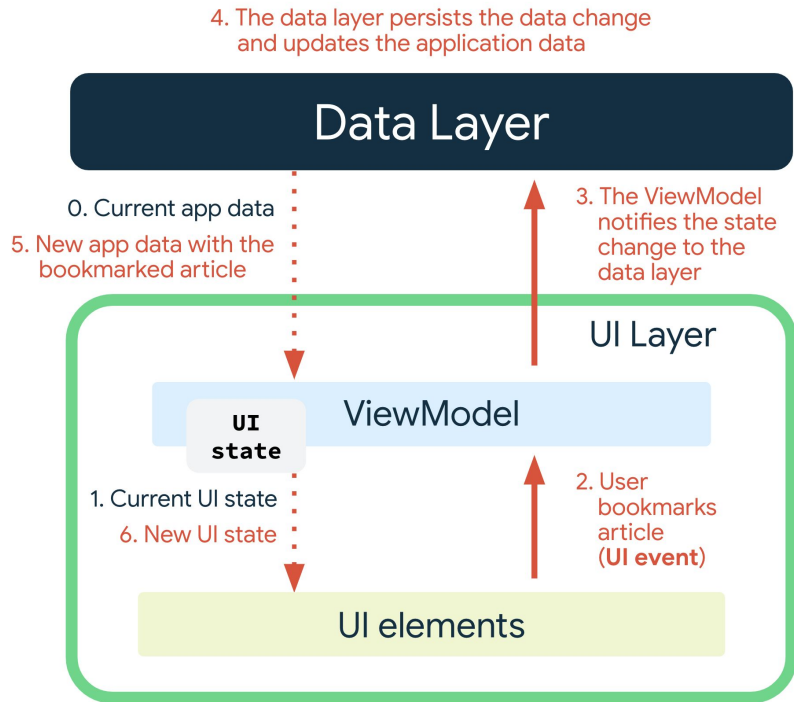 4. The data layer persists the data change
and updates the application data
Data Layer
0. Current app data
5. New app data with the
bookmarked article
3. The ViewModel
notifies the state
change to the
data layer
UI Layer
ViewModel
UI
state
1. Current UI state
6. New UI state
2. User
bookmarks
article
(UI event)
UI elements